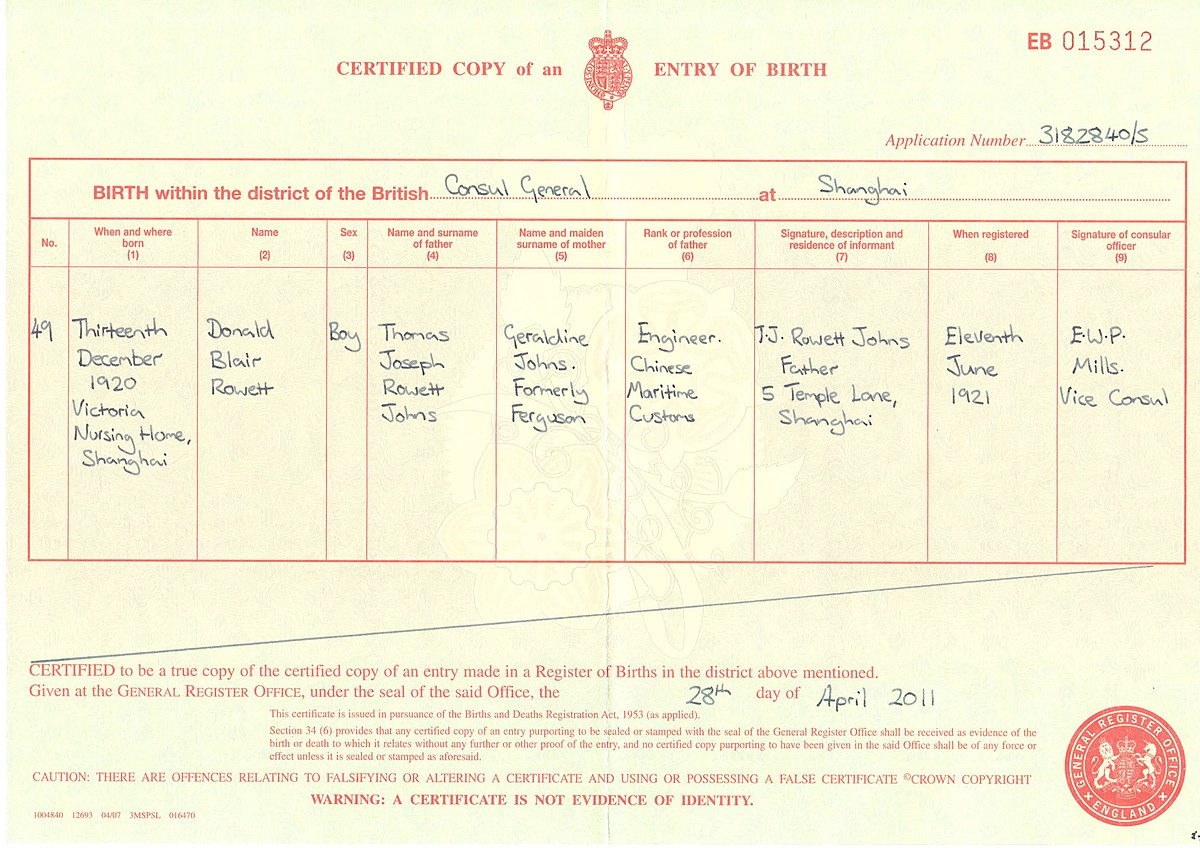 EB 015312
CERTIFIED COPY of an ENTRY OF BIRTH
Application Number 3182840/5
BIRTH within the district of the British Consul General at Shanghai
No.
When and where
born
(1)
Name
(2)
Sex
(3)
Name and surname
of father
(4)
Name and maiden
surname of mother
(5)
Rank or profession
of father
(6)
Signature, description and
residence of informant
(7)
When registered
(8)
Signature of consular
officer
(9)
49
Thirteenth
December
1920
Victoria
Nursing Home,
Shanghai
Donald
Blair
Rowett
Boy
Thomas
Joseph
Rowett
Johns
Geraldine
Johns.
Formerly
Ferguson
Engineer.
Chinese
Maritime
Customs
T.J. Rowett Johns
Father
5 Temple Lane,
Shanghai
Eleventh
June
1921
E.W.P.
Mills.
Vice Consul
CERTIFIED to be a true copy of the certified copy of an entry made in a Register of Births in the district above mentioned.
Given at the GENERAL REGISTER OFFICE, under the seal of the said Office, the 28th day of April 2011
This certificate is issued in pursuance of the Births and Deaths Registration Act, 1953 (as applied).
Section 34 (6) provides that any certified copy of an entry purporting to be sealed or stamped with the seal of the General Register Office shall be received as evidence of the
birth or death to which it relates without any further or other proof of the entry, and no certified copy purporting to have been given in the said Office shall be of any force or
effect unless it is sealed or stamped as aforesaid.
CAUTION: THERE ARE OFFENCES RELATING TO FALSIFYING OR ALTERING A CERTIFICATE AND USING OR POSSESSING A FALSE CERTIFICATE ©CROWN COPYRIGHT
WARNING: A CERTIFICATE IS NOT EVIDENCE OF IDENTITY.
1004840 12693 04/07 3MSPSL 016470
GENERAL REGISTER OFFICE
ENGLAND